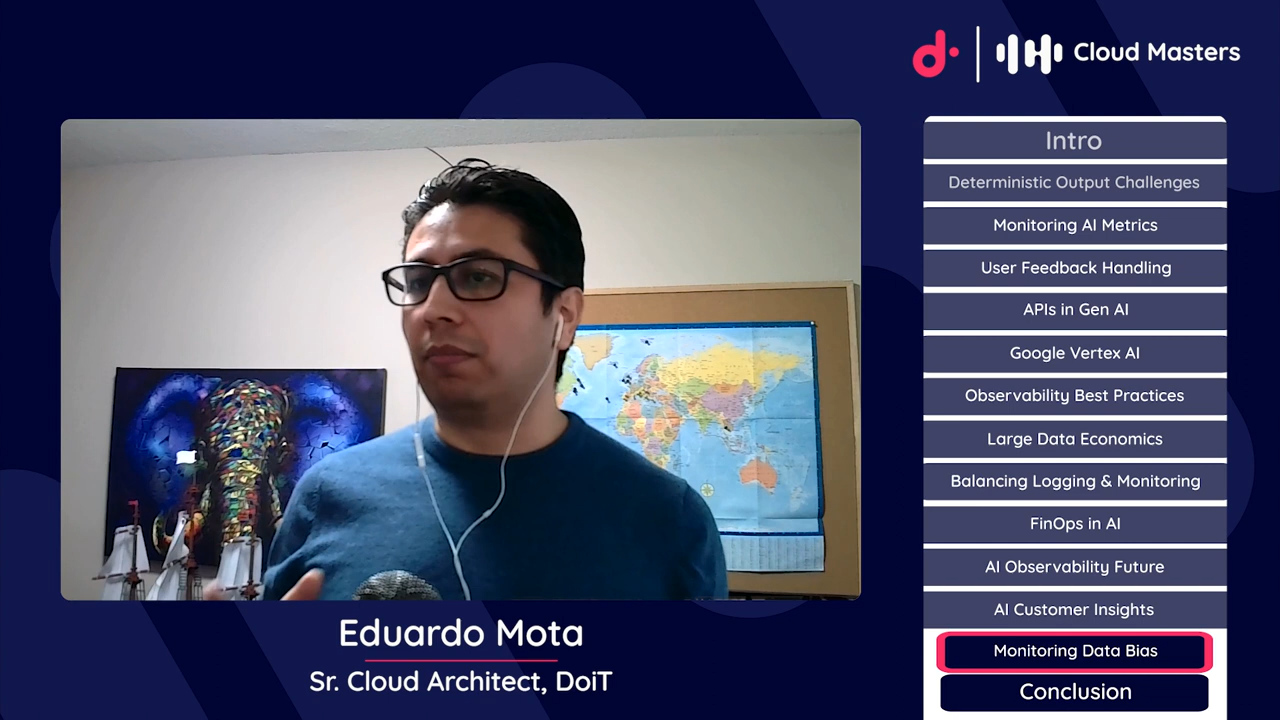 Cloud Masters
Intro
Deterministic Output Challenges
Monitoring AI Metrics
User Feedback Handling
APIs in Gen AI
Google Vertex AI
Observability Best Practices
Large Data Economics
Balancing Logging & Monitoring
FinOps in AI
AI Observability Future
AI Customer Insights
Monitoring Data Bias
Conclusion
Eduardo Mota
Sr. Cloud Architect, DoiT